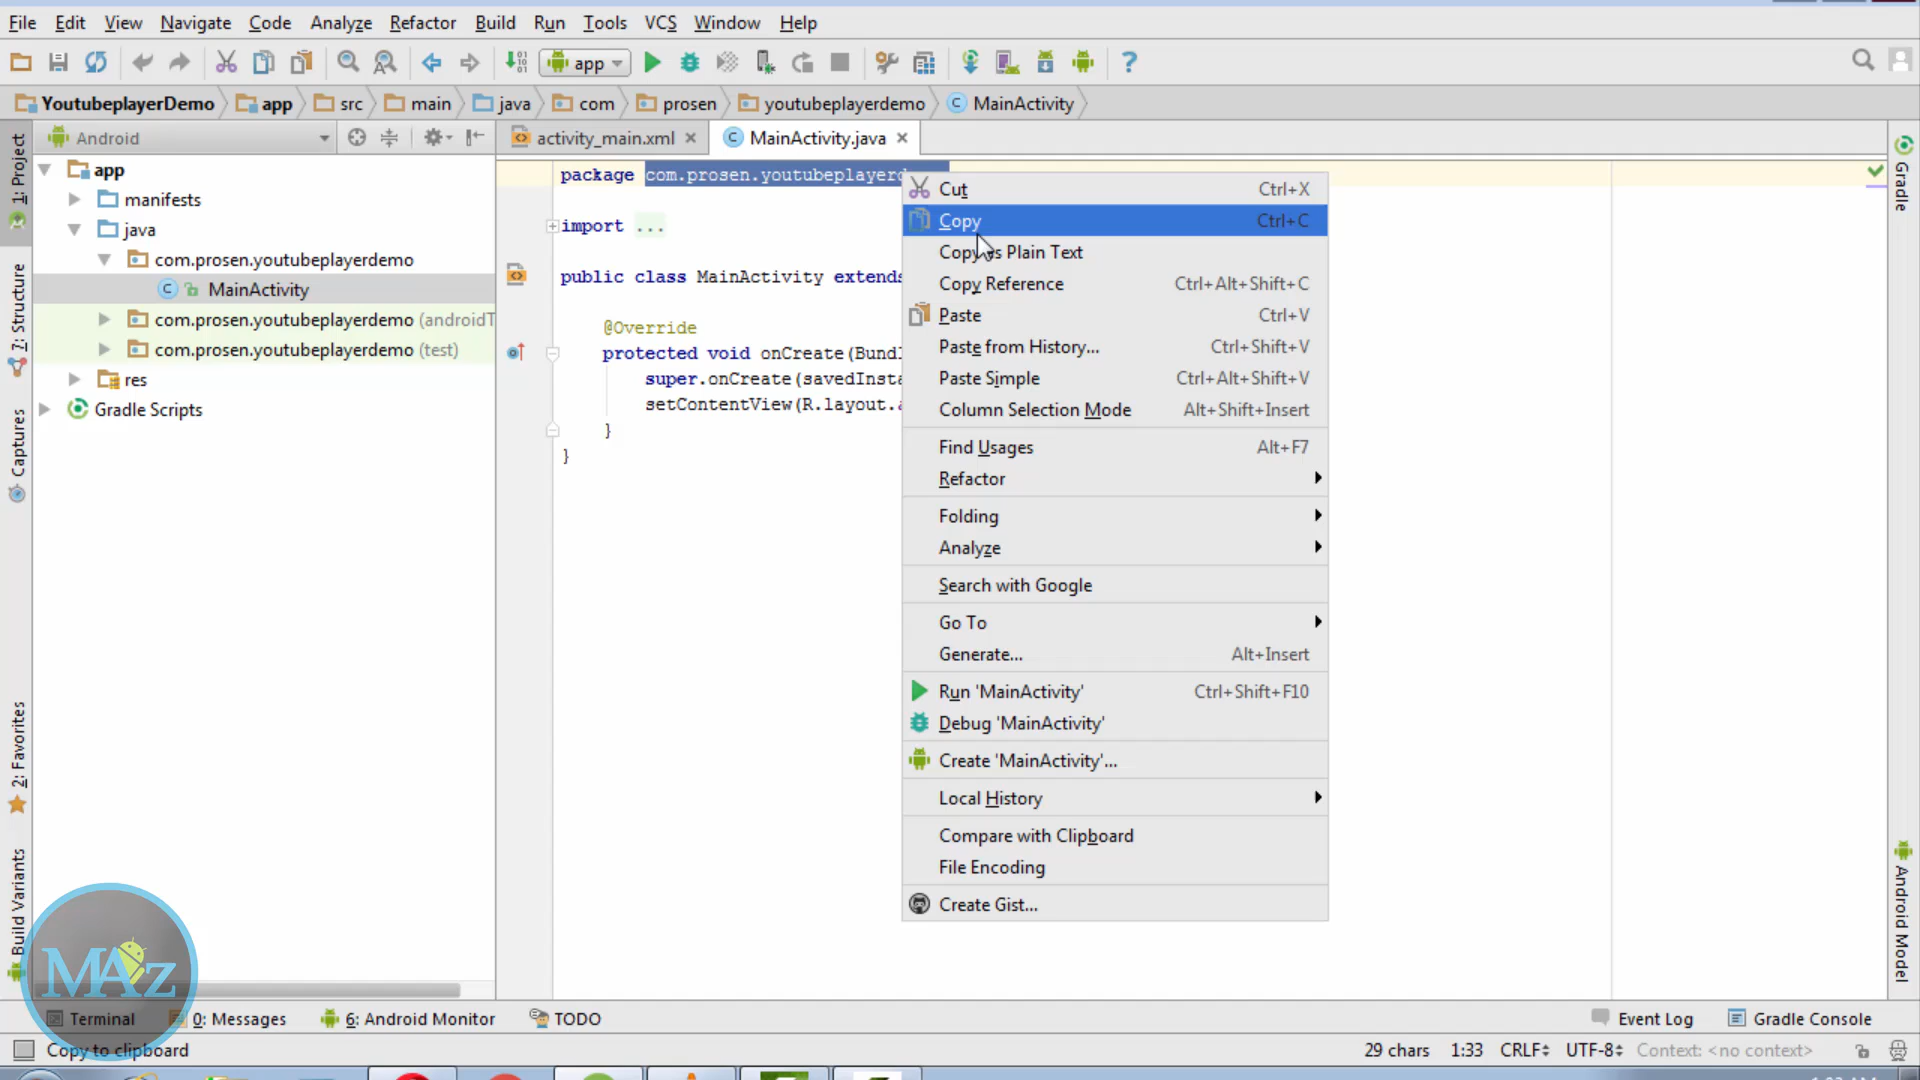 File Edit View Navigate Code Analyze Refactor Build Run Tools VCS Window Help
app
YoutubeplayerDemo app src main java com prosen youtubeplayerdemo MainActivity
Android
activity_main.xml MainActivity.java
1: Project
7: Structure
Captures
2: Favorites
Build Variants
app
manifests
java
com.prosen.youtubeplayerdemo
MainActivity
com.prosen.youtubeplayerdemo (androidT
com.prosen.youtubeplayerdemo (test)
res
Gradle Scripts
package com.prosen.youtubeplayerd
import ...
public class MainActivity extends
@Override
protected void onCreate(Bundl
super.onCreate(savedInsta
setContentView(R.layout.a
}
}
Cut Ctrl+X
Copy Ctrl+C
Copy as Plain Text
Copy Reference Ctrl+Alt+Shift+C
Paste Ctrl+V
Paste from History... Ctrl+Shift+V
Paste Simple Ctrl+Alt+Shift+V
Column Selection Mode Alt+Shift+Insert
Find Usages Alt+F7
Refactor
Folding
Analyze
Search with Google
Go To
Generate... Alt+Insert
Run 'MainActivity' Ctrl+Shift+F10
Debug 'MainActivity'
Create 'MainActivity'...
Local History
Compare with Clipboard
File Encoding
Create Gist...
Gradle
Android Model
MAz
Terminal 0: Messages 6: Android Monitor TODO Event Log Gradle Console
Copy to clipboard 29 chars 1:33 CRLF UTF-8 Context: <no context>